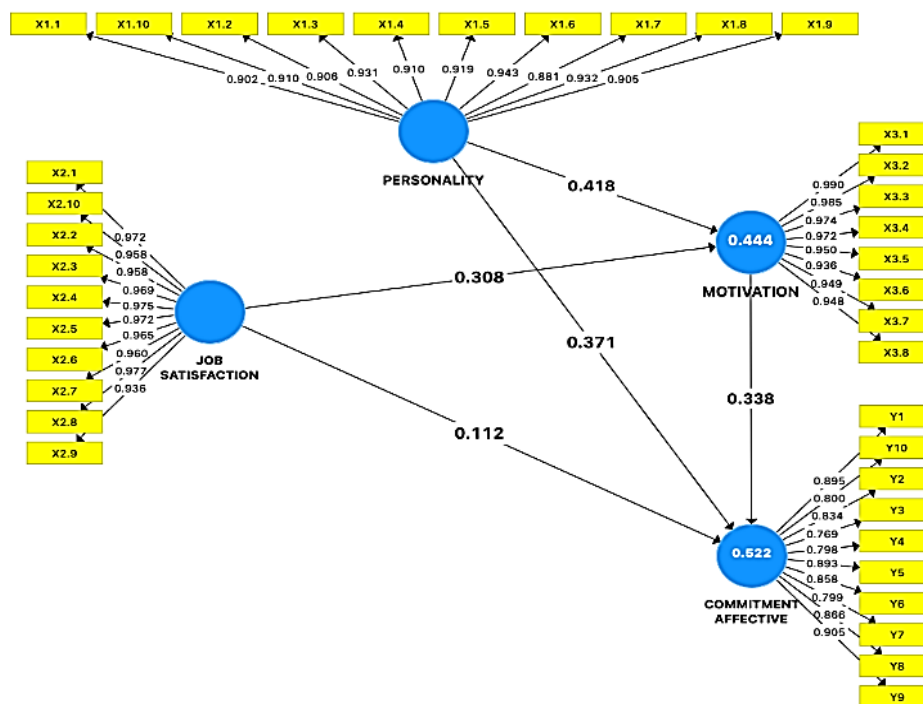 X1.1 X1.10 X1.2 X1.3 X1.4 X1.5 X1.6 X1.7 X1.8 X1.9
0.902 0.910 0.906 0.931 0.910 0.919 0.943 0.881 0.932 0.905
PERSONALITY
X2.1
X2.10
X2.2
X2.3
X2.4
X2.5
X2.6
X2.7
X2.8
X2.9
0.972
0.958
0.958
0.969
0.975
0.972
0.965
0.960
0.977
0.936
JOB
SATISFACTION
0.418
0.308
0.371
0.112
0.338
0.444
MOTIVATION
0.990
0.985
0.974
0.972
0.950
0.936
0.949
0.948
X3.1
X3.2
X3.3
X3.4
X3.5
X3.6
X3.7
X3.8
0.522
COMMITMENT
AFFECTIVE
0.895
0.800
0.834
0.769
0.798
0.893
0.858
0.799
0.866
0.905
Y1
Y10
Y2
Y3
Y4
Y5
Y6
Y7
Y8
Y9